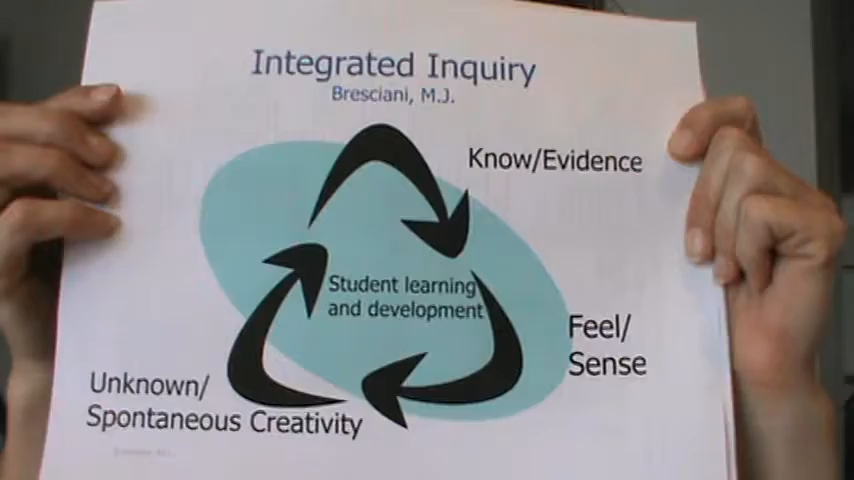 Integrated Inquiry
Bresciani, M.J.
Know/Evidence
Student learning
and development
Feel/
Sense
Unknown/
Spontaneous Creativity